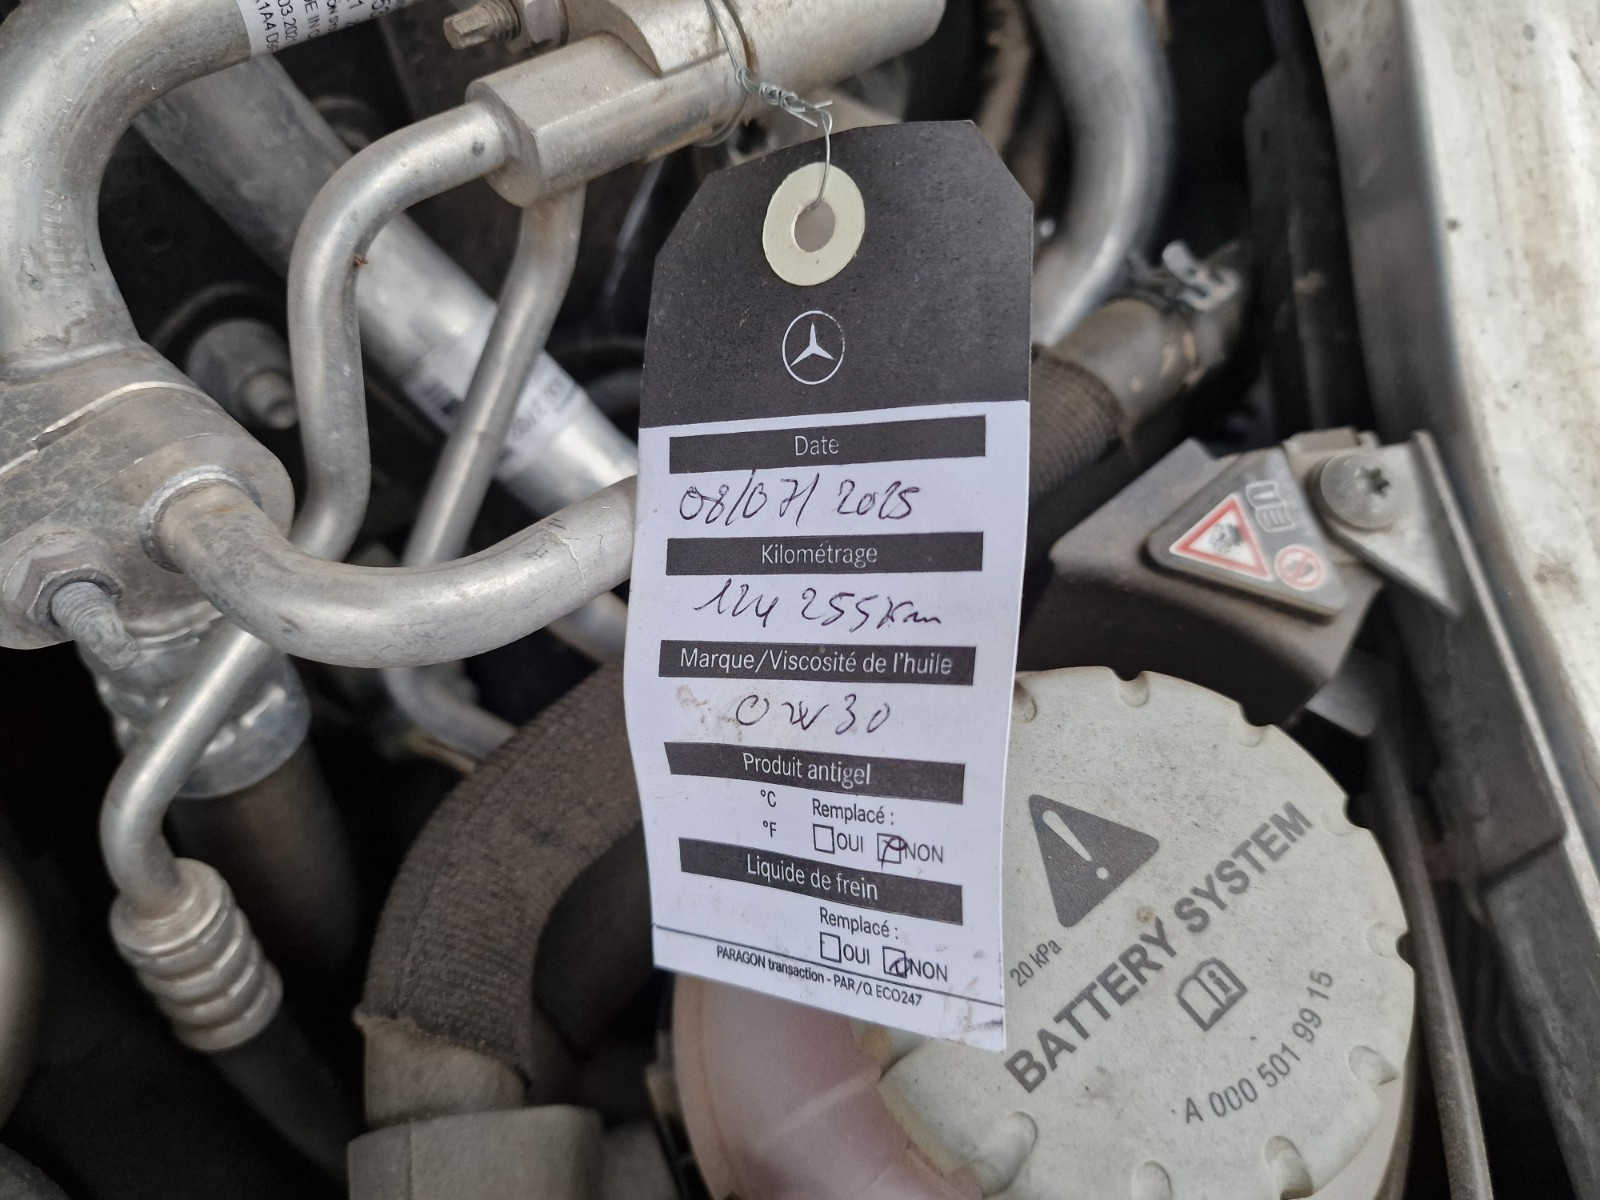 Date
08/07/2025
Kilométrage
124 255 Km
Marque/Viscosité de l'huile
0W30
Produit antigel
°C
Remplacé :
°F
OUI NON
Liquide de frein
Remplacé :
OUI NON
PARAGON transaction - PAR/Q ECO247
20 kPa
BATTERY SYSTEM
A 000 501 99 15